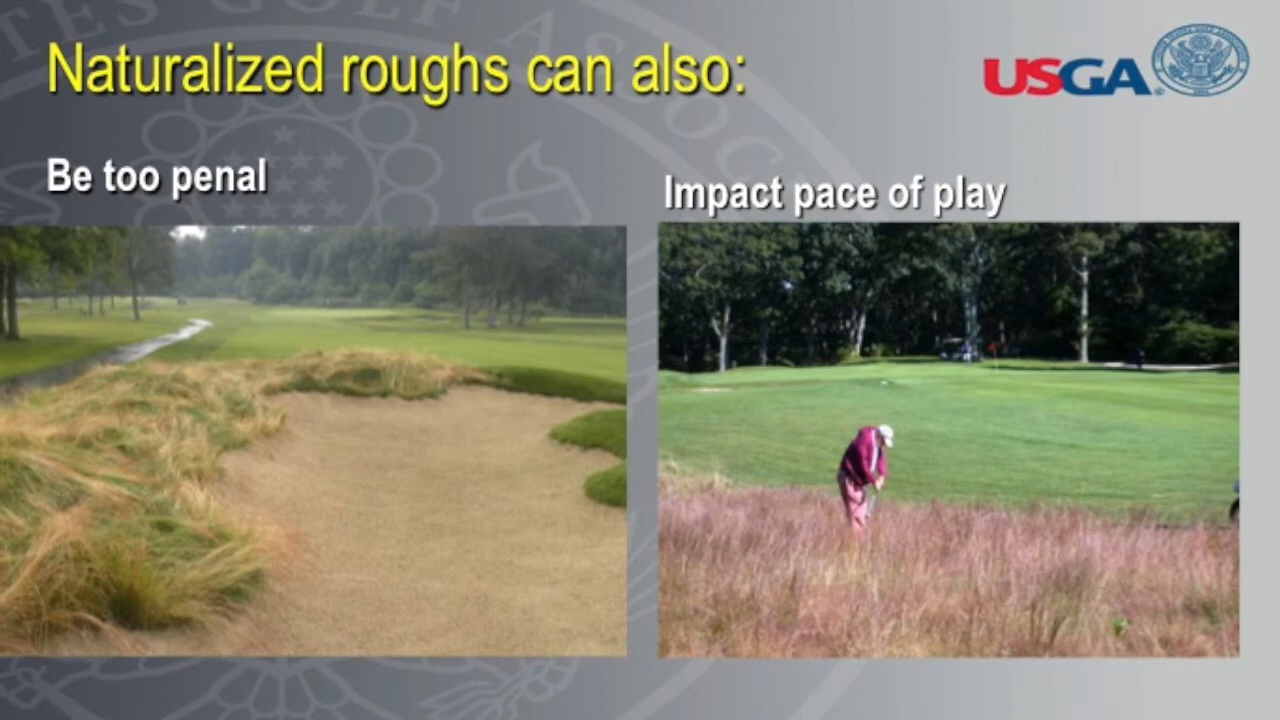 Naturalized roughs can also:
USGA
Be too penal
Impact pace of play